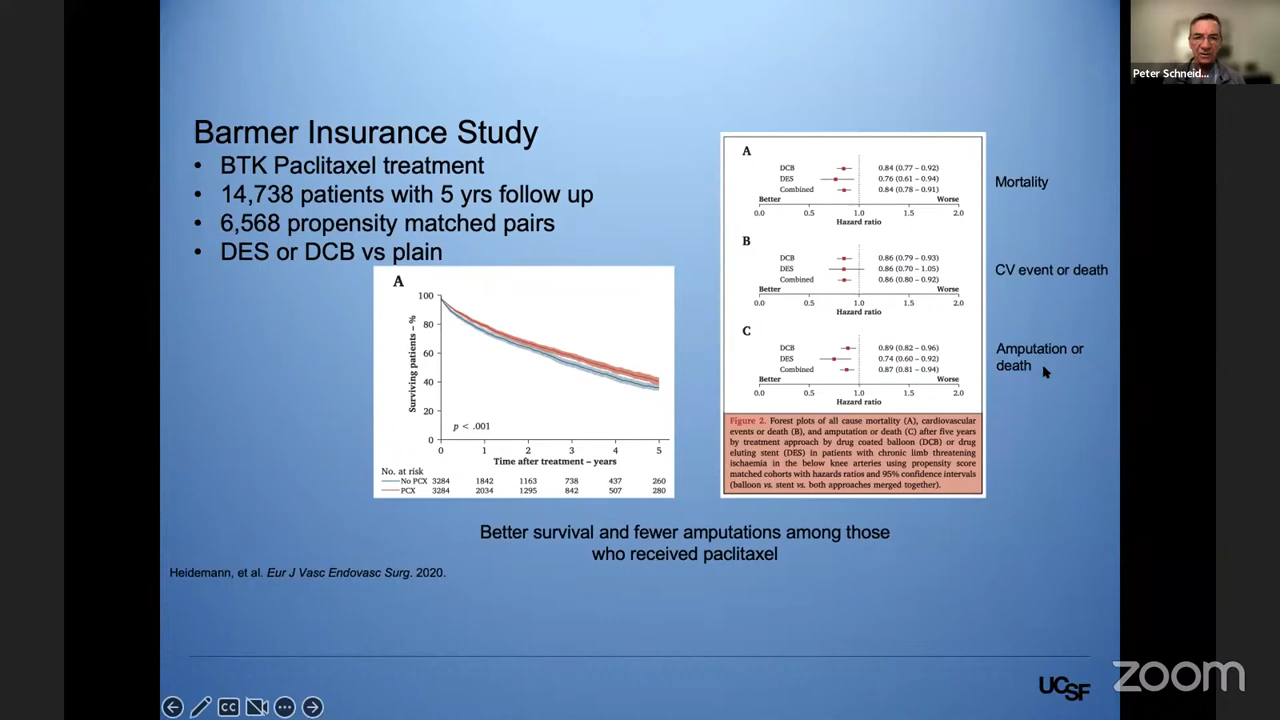 Peter Schneid...
Barmer Insurance Study
• BTK Paclitaxel treatment
• 14,738 patients with 5 yrs follow up
• 6,568 propensity matched pairs
• DES or DCB vs plain
A
Surviving patients – %
100
80
60
40
20
0
p < .001
0 1 2 3 4 5
Time after treatment – years
No. at risk
No PCX 3284 1842 1163 738 437 260
PCX 3284 2034 1295 842 507 280
A
DCB 0.84 (0.77 – 0.92)
DES 0.76 (0.61 – 0.94)
Combined 0.84 (0.78 – 0.91)
Better Worse
0.0 0.5 1.0 1.5 2.0
Hazard ratio
Mortality
B
DCB 0.86 (0.79 – 0.93)
DES 0.86 (0.70 – 1.05)
Combined 0.86 (0.80 – 0.92)
Better Worse
0.0 0.5 1.0 1.5 2.0
Hazard ratio
CV event or death
C
DCB 0.89 (0.82 – 0.96)
DES 0.74 (0.60 – 0.92)
Combined 0.87 (0.81 – 0.94)
Better Worse
0.0 0.5 1.0 1.5 2.0
Hazard ratio
Amputation or
death
Figure 2. Forest plots of all cause mortality (A), cardiovascular
events or death (B), and amputation or death (C) after five years
by treatment approach by drug coated balloon (DCB) or drug
eluting stent (DES) in patients with chronic limb threatening
ischaemia in the below knee arteries using propensity score
matched cohorts with hazards ratios and 95% confidence intervals
(balloon vs. stent vs. both approaches merged together).
Better survival and fewer amputations among those
who received paclitaxel
Heidemann, et al. Eur J Vasc Endovasc Surg. 2020.
CC
UCSF
zoom